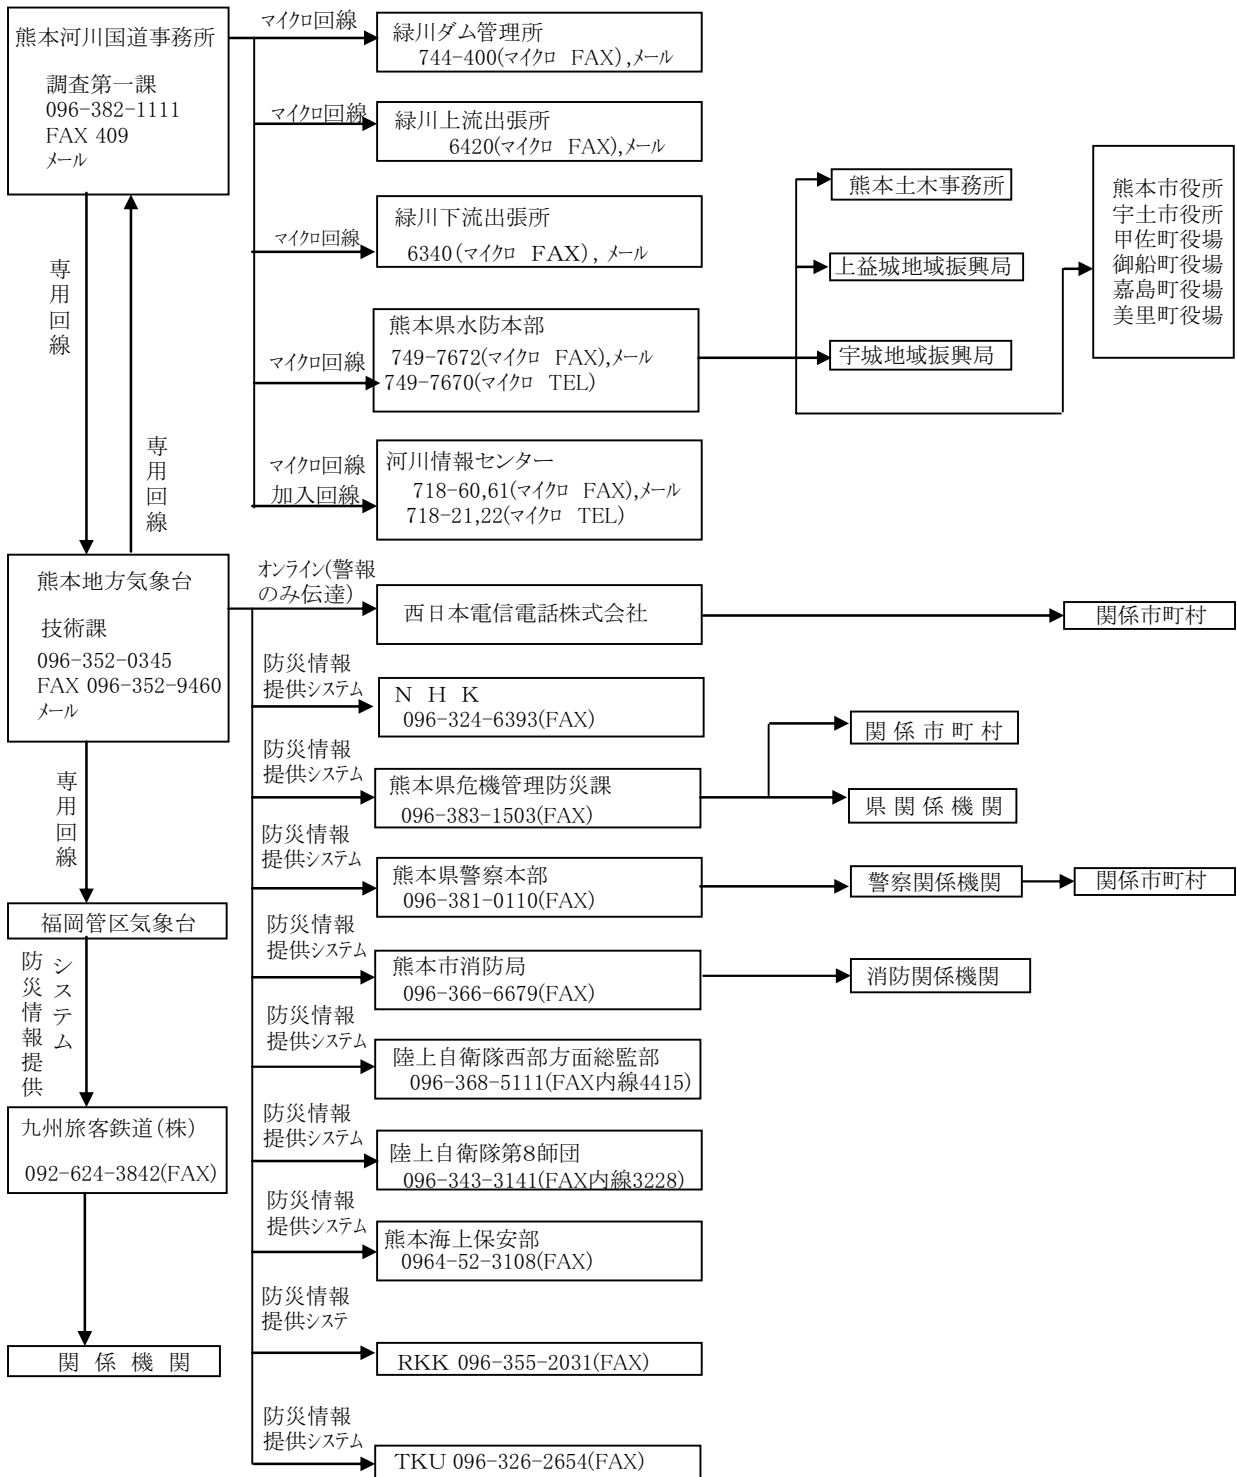 熊本河川国道事務所
調査第一課
096-382-1111
FAX 409
メール
マイクロ回線
緑川ダム管理所
744-400(マイクロ FAX),メール
マイクロ回線
緑川上流出張所
6420(マイクロ FAX),メール
マイクロ回線
緑川下流出張所
6340(マイクロ FAX),メール
マイクロ回線
熊本県水防本部
749-7672(マイクロ FAX),メール
749-7670(マイクロ TEL)
熊本土木事務所
上益城地域振興局
宇城地域振興局
熊本市役所
宇土市役所
甲佐町役場
御船町役場
嘉島町役場
美里町役場
マイクロ回線
加入回線
河川情報センター
718-60,61(マイクロ FAX),メール
718-21,22(マイクロ TEL)
専用回線
専用回線
熊本地方気象台
技術課
096-352-0345
FAX 096-352-9460
メール
オンライン(警報
のみ伝達)
西日本電信電話株式会社
関係市町村
防災情報
提供システム
N H K
096-324-6393(FAX)
防災情報
提供システム
熊本県危機管理防災課
096-383-1503(FAX)
関係市町村
県関係機関
防災情報
提供システム
熊本県警察本部
096-381-0110(FAX)
警察関係機関
関係市町村
防災情報
提供システム
熊本市消防局
096-366-6679(FAX)
消防関係機関
防災情報
提供システム
陸上自衛隊西部方面総監部
096-368-5111(FAX内線4415)
防災情報
提供システム
陸上自衛隊第8師団
096-343-3141(FAX内線3228)
防災情報
提供システム
熊本海上保安部
0964-52-3108(FAX)
防災情報
提供システ
RKK 096-355-2031(FAX)
防災情報
提供システム
TKU 096-326-2654(FAX)
専用回線
福岡管区気象台
防災情報提供
システム
九州旅客鉄道(株)
092-624-3842(FAX)
関係機関